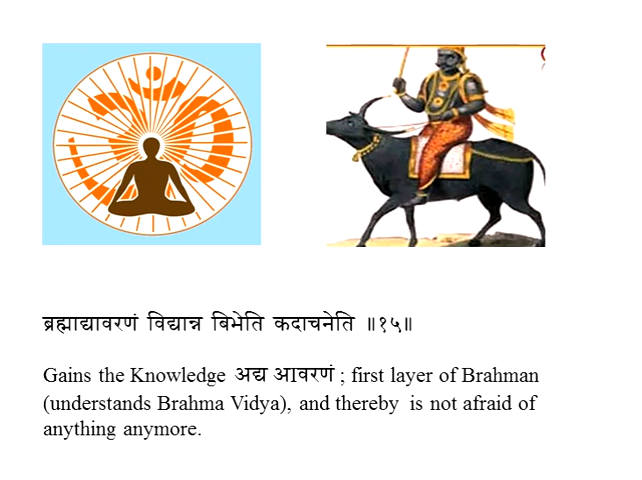 ब्रह्माद्यावरणं विद्यान्न बिभेति कदाचनेति ॥१५॥
Gains the Knowledge अद्य आवरणं ; first layer of Brahman
(understands Brahma Vidya), and thereby is not afraid of
anything anymore.